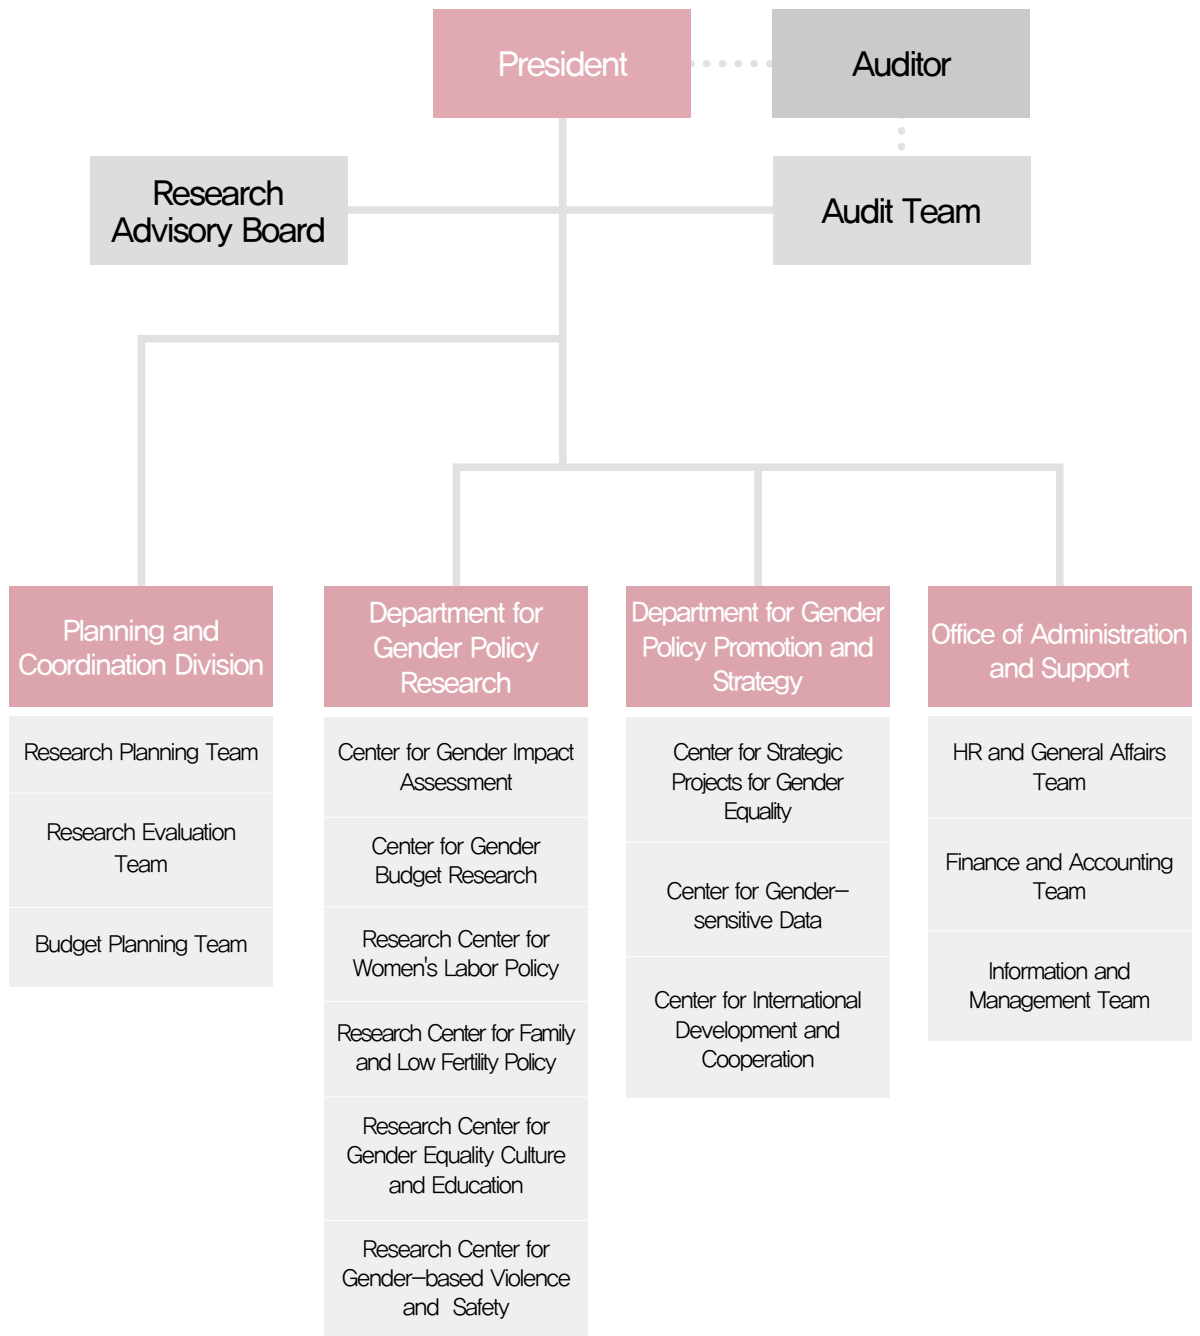 President
Auditor
Research
Advisory Board
Audit Team
Planning and
Coordination Division
Research Planning Team
Research Evaluation
Team
Budget Planning Team
Department for
Gender Policy
Research
Center for Gender Impact
Assessment
Center for Gender
Budget Research
Research Center for
Women's Labor Policy
Research Center for Family
and Low Fertility Policy
Research Center for
Gender Equality Culture
and Education
Research Center for
Gender-based Violence
and Safety
Department for Gender
Policy Promotion and
Strategy
Center for Strategic
Projects for Gender
Equality
Center for Gender-
sensitive Data
Center for International
Development and
Cooperation
Office of Administration
and Support
HR and General Affairs
Team
Finance and Accounting
Team
Information and
Management Team